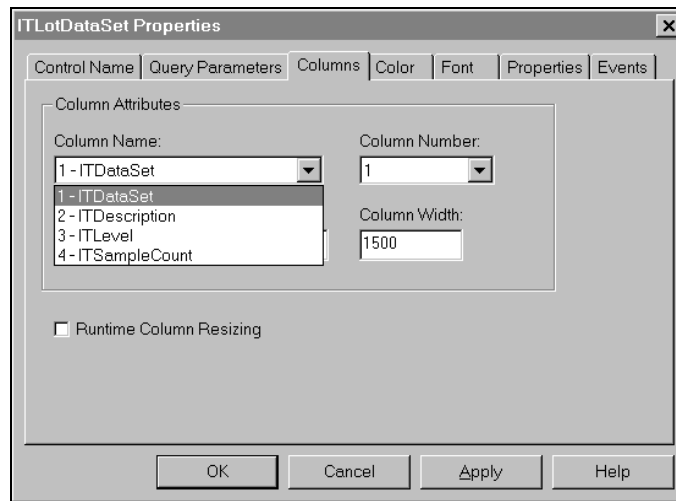 ITLotDataSet Properties
Control Name Query Parameters Columns Color Font Properties Events
Column Attributes
Column Name: Column Number:
1 - ITDataSet 1
1 - ITDataSet
2 - ITDescription Column Width:
3 - ITLevel
4 - ITSampleCount 1500
Runtime Column Resizing
OK Cancel Apply Help